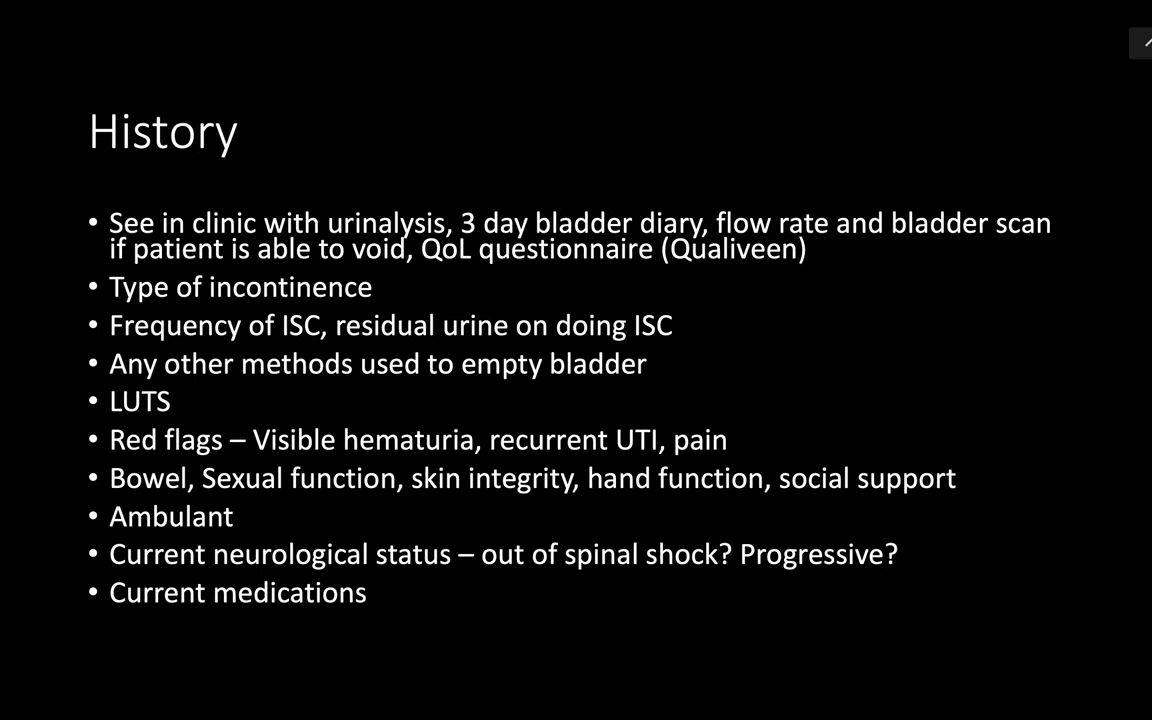 History
• See in clinic with urinalysis, 3 day bladder diary, flow rate and bladder scan
if patient is able to void, QoL questionnaire (Qualiveen)
• Type of incontinence
• Frequency of ISC, residual urine on doing ISC
• Any other methods used to empty bladder
• LUTS
• Red flags – Visible hematuria, recurrent UTI, pain
• Bowel, Sexual function, skin integrity, hand function, social support
• Ambulant
• Current neurological status – out of spinal shock? Progressive?
• Current medications